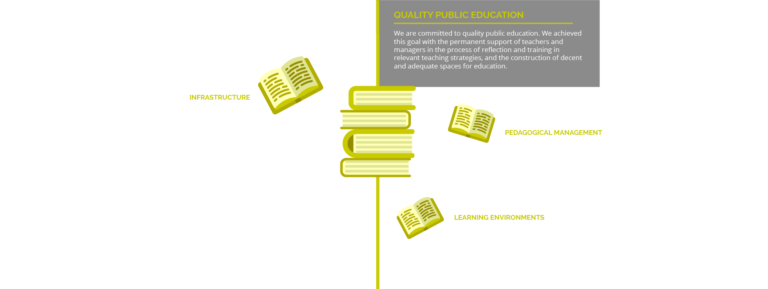 QUALITY PUBLIC EDUCATION
We are committed to quality public education. We achieved
this goal with the permanent support of teachers and
managers in the process of reflection and training in
relevant teaching strategies, and the construction of decent
and adequate spaces for education.
INFRASTRUCTURE
PEDAGOGICAL MANAGEMENT
LEARNING ENVIRONMENTS